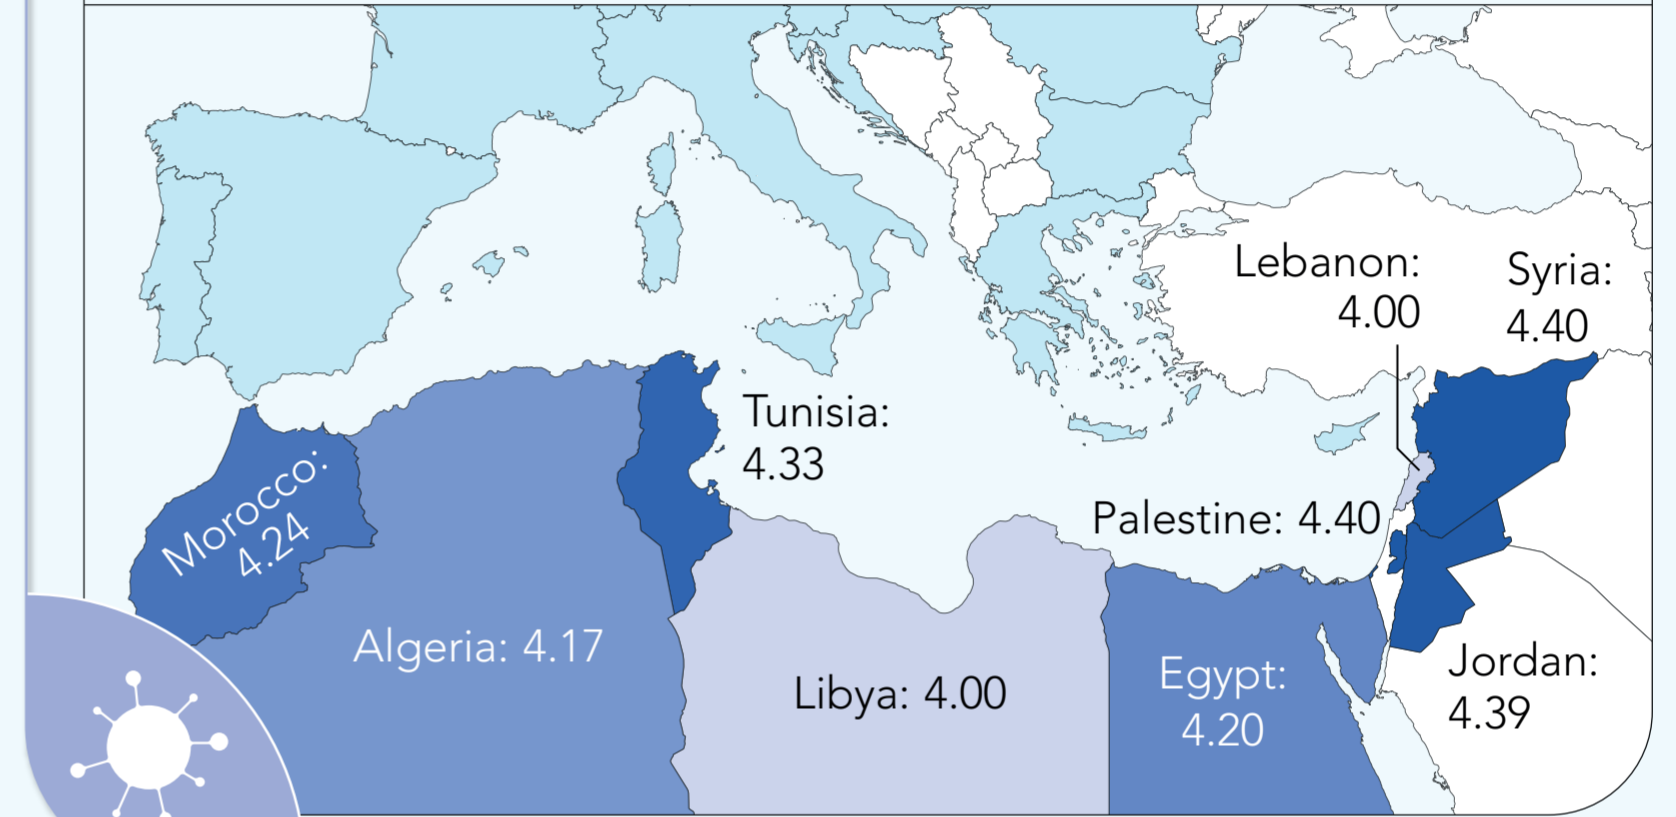 Lebanon:
4.00
Syria:
4.40
Tunisia:
4.33
Morocco:
4.24
Palestine: 4.40
Algeria: 4.17
Libya: 4.00
Egypt:
4.20
Jordan:
4.39